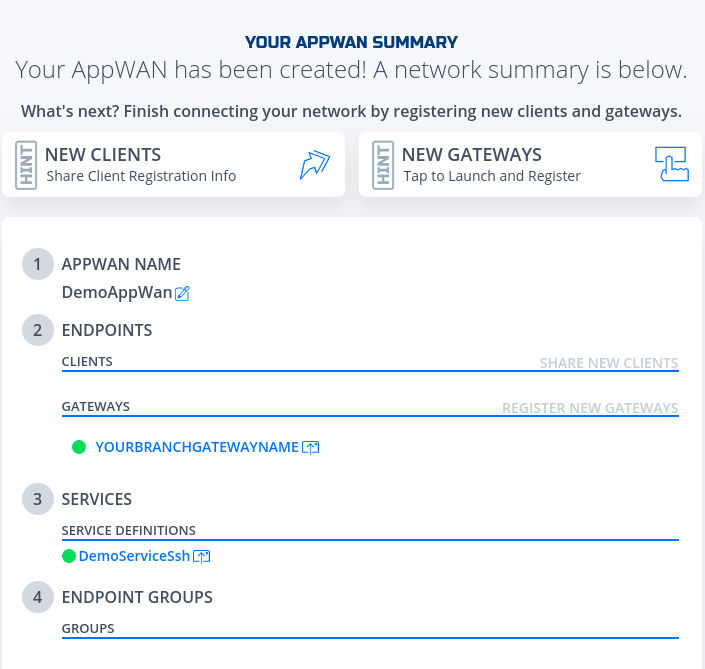 YOUR APPWAN SUMMARY
Your AppWAN has been created! A network summary is below.
What's next? Finish connecting your network by registering new clients and gateways.
HINT
NEW CLIENTS
Share Client Registration Info
HINT
NEW GATEWAYS
Tap to Launch and Register
1 APPWAN NAME
DemoAppWan
2 ENDPOINTS
CLIENTS SHARE NEW CLIENTS
GATEWAYS REGISTER NEW GATEWAYS
YOURBRANCHGATEWAYNAME
3 SERVICES
SERVICE DEFINITIONS
DemoServiceSsh
4 ENDPOINT GROUPS
GROUPS